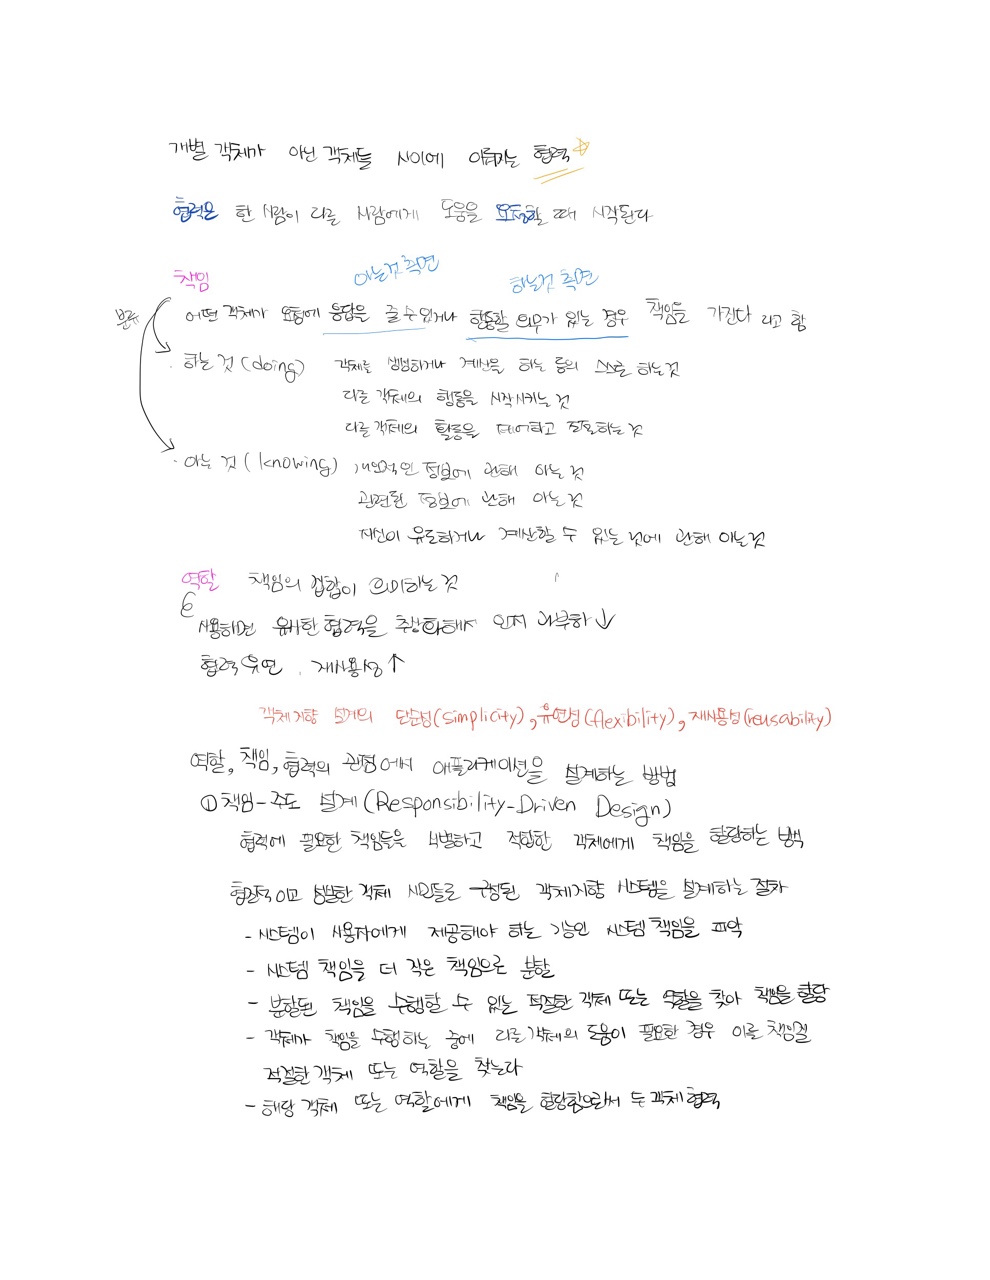 개별 객체가 아닌 객체들 사이에 이뤄지는 협력☆
협력은 한 사람이 다른 사람에게 도움을 요청할 때 시작된다
책임 아는것 측면 하는것 측면
분류 어떤 객체가 요청에 응답을 줄 수 있거나 행동할 의무가 있는 경우 책임을 가진다 라고 함
· 하는 것 (doing) 객체를 생성하거나 계산을 하는 등의 스스로 하는것
다른 객체의 행동을 시작시키는 것
다른 객체의 활동을 제어하고 조절하는 것
· 아는 것 (knowing) 개인적인 정보에 관해 아는 것
관련된 정보에 관해 아는 것
자신이 유도하거나 계산할 수 있는 것에 관해 아는 것
역할 책임의 집합이 의미하는 것
사용하면 유사한 협력을 추상화해서 인지 과부하↓
협력 유연, 재사용성↑
객체지향 설계의 단순성(simplicity), 유연성(flexibility), 재사용성(reusability)
역할, 책임, 협력의 관점에서 애플리케이션을 설계하는 방법
① 책임-주도 설계 (Responsibility-Driven Design)
협력에 필요한 책임들을 식별하고 적합한 객체에게 책임을 할당하는 방식
협력적이고 성실한 객체 시민들로 구성된 객체지향 시스템을 설계하는 절차
- 시스템이 사용자에게 제공해야 하는 기능인 시스템 책임을 파악
- 시스템 책임을 더 작은 책임으로 분할
- 분할된 책임을 수행할 수 있는 적절한 객체 또는 역할을 찾아 책임을 할당
- 객체가 책임을 수행하는 중에 다른 객체의 도움이 필요한 경우 이를 책임질
적절한 객체 또는 역할을 찾는다
- 해당 객체 또는 역할에게 책임을 할당함으로써 두 객체 협력